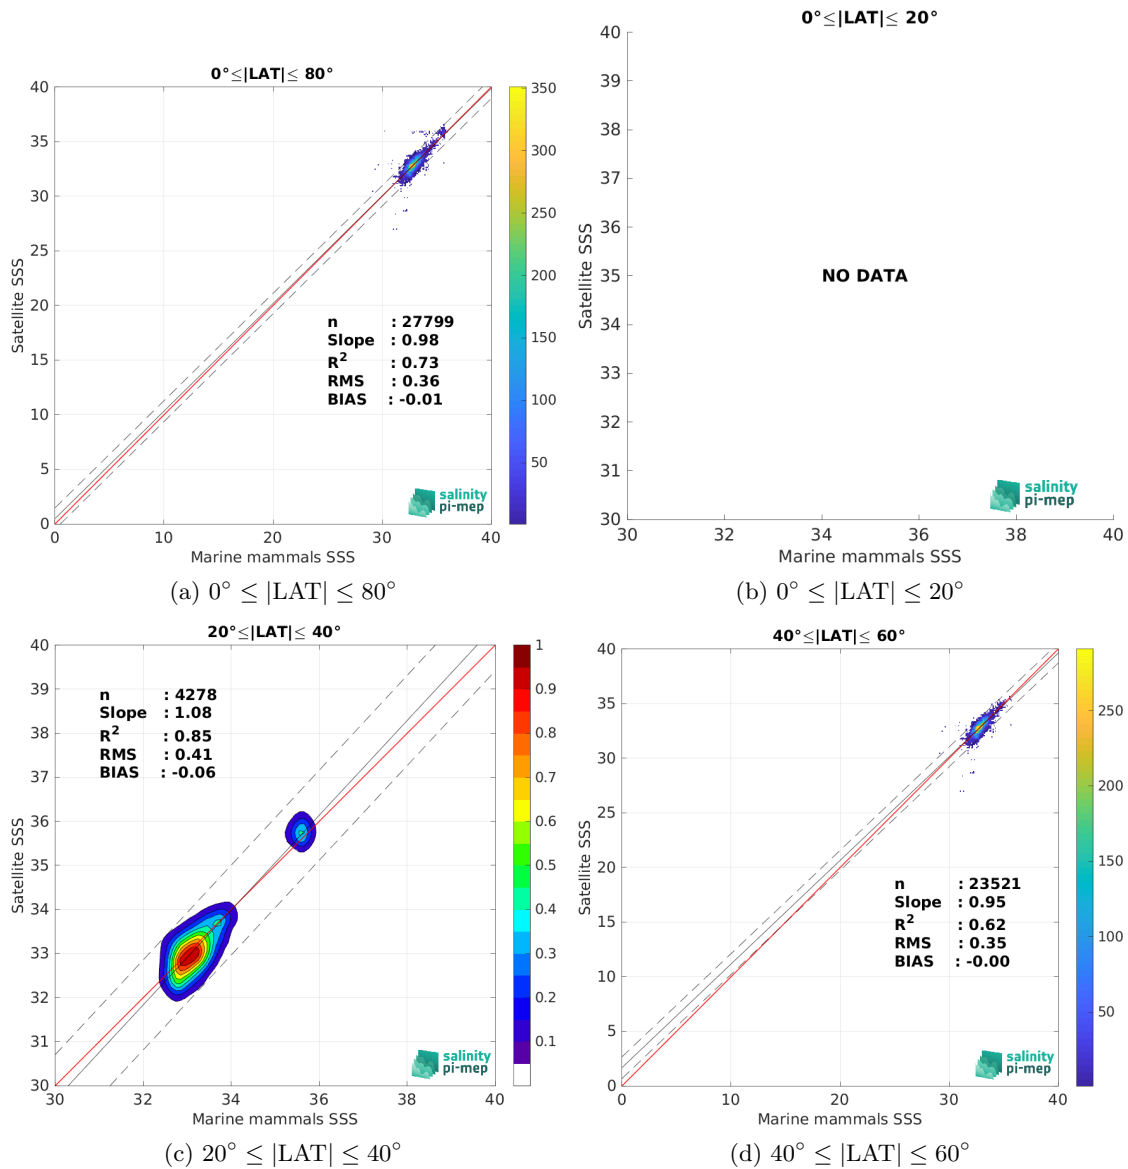 0°≤|LAT|≤ 80°
40
35
30
25
20
15
10
5
0
Satellite SSS
n : 27799
Slope : 0.98
R2 : 0.73
RMS : 0.36
BIAS : -0.01
salinity
pi-mep
0 10 20 30 40
Marine mammals SSS
350
300
250
200
150
100
50
(a) 0° ≤ |LAT| ≤ 80°
0°≤|LAT|≤ 20°
40
39
38
37
36
35
34
33
32
31
30
Satellite SSS
NO DATA
salinity
pi-mep
30 32 34 36 38 40
Marine mammals SSS
(b) 0° ≤ |LAT| ≤ 20°
20°≤|LAT|≤ 40°
40
39
38
37
36
35
34
33
32
31
30
Satellite SSS
n : 4278
Slope : 1.08
R2 : 0.85
RMS : 0.41
BIAS : -0.06
salinity
pi-mep
30 32 34 36 38 40
Marine mammals SSS
1
0.9
0.8
0.7
0.6
0.5
0.4
0.3
0.2
0.1
(c) 20° ≤ |LAT| ≤ 40°
40°≤|LAT|≤ 60°
40
35
30
25
20
15
10
5
0
Satellite SSS
n : 23521
Slope : 0.95
R2 : 0.62
RMS : 0.35
BIAS : -0.00
salinity
pi-mep
0 10 20 30 40
Marine mammals SSS
250
200
150
100
50
(d) 40° ≤ |LAT| ≤ 60°